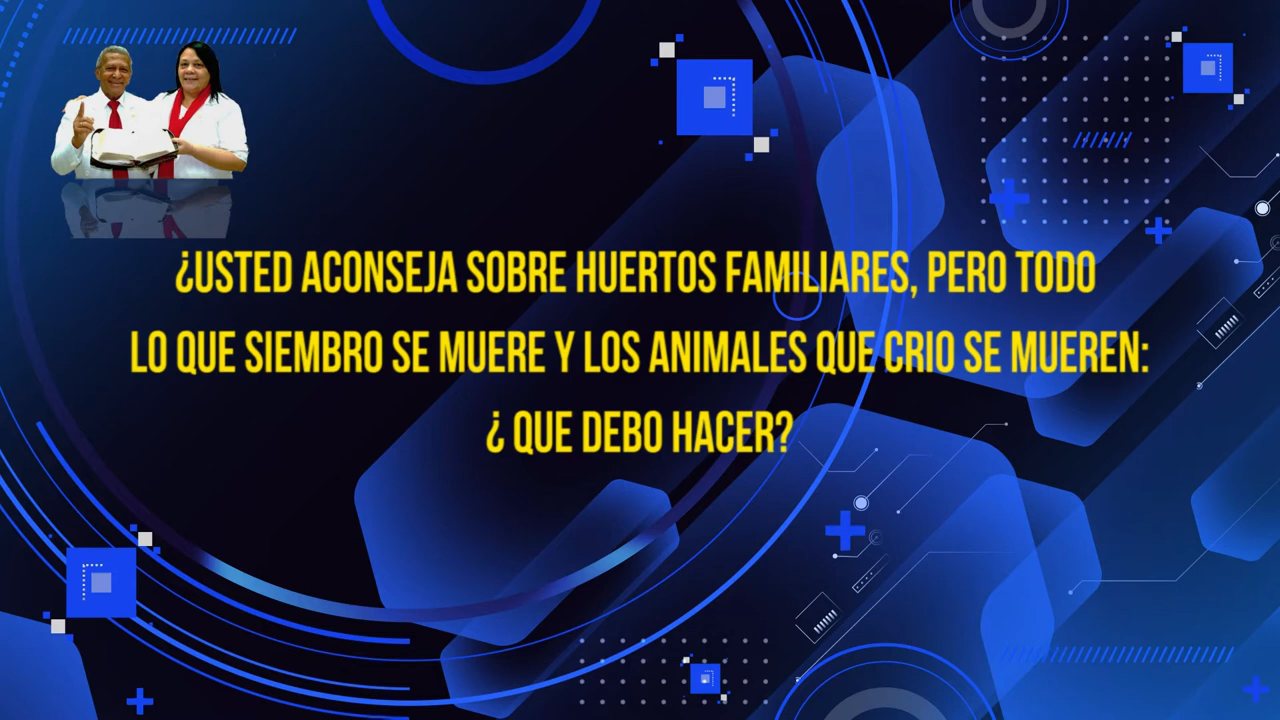 ¿USTED ACONSEJA SOBRE HUERTOS FAMILIARES, PERO TODO
LO QUE SIEMBRO SE MUERE Y LOS ANIMALES QUE CRIO SE MUEREN:
¿ QUE DEBO HACER?